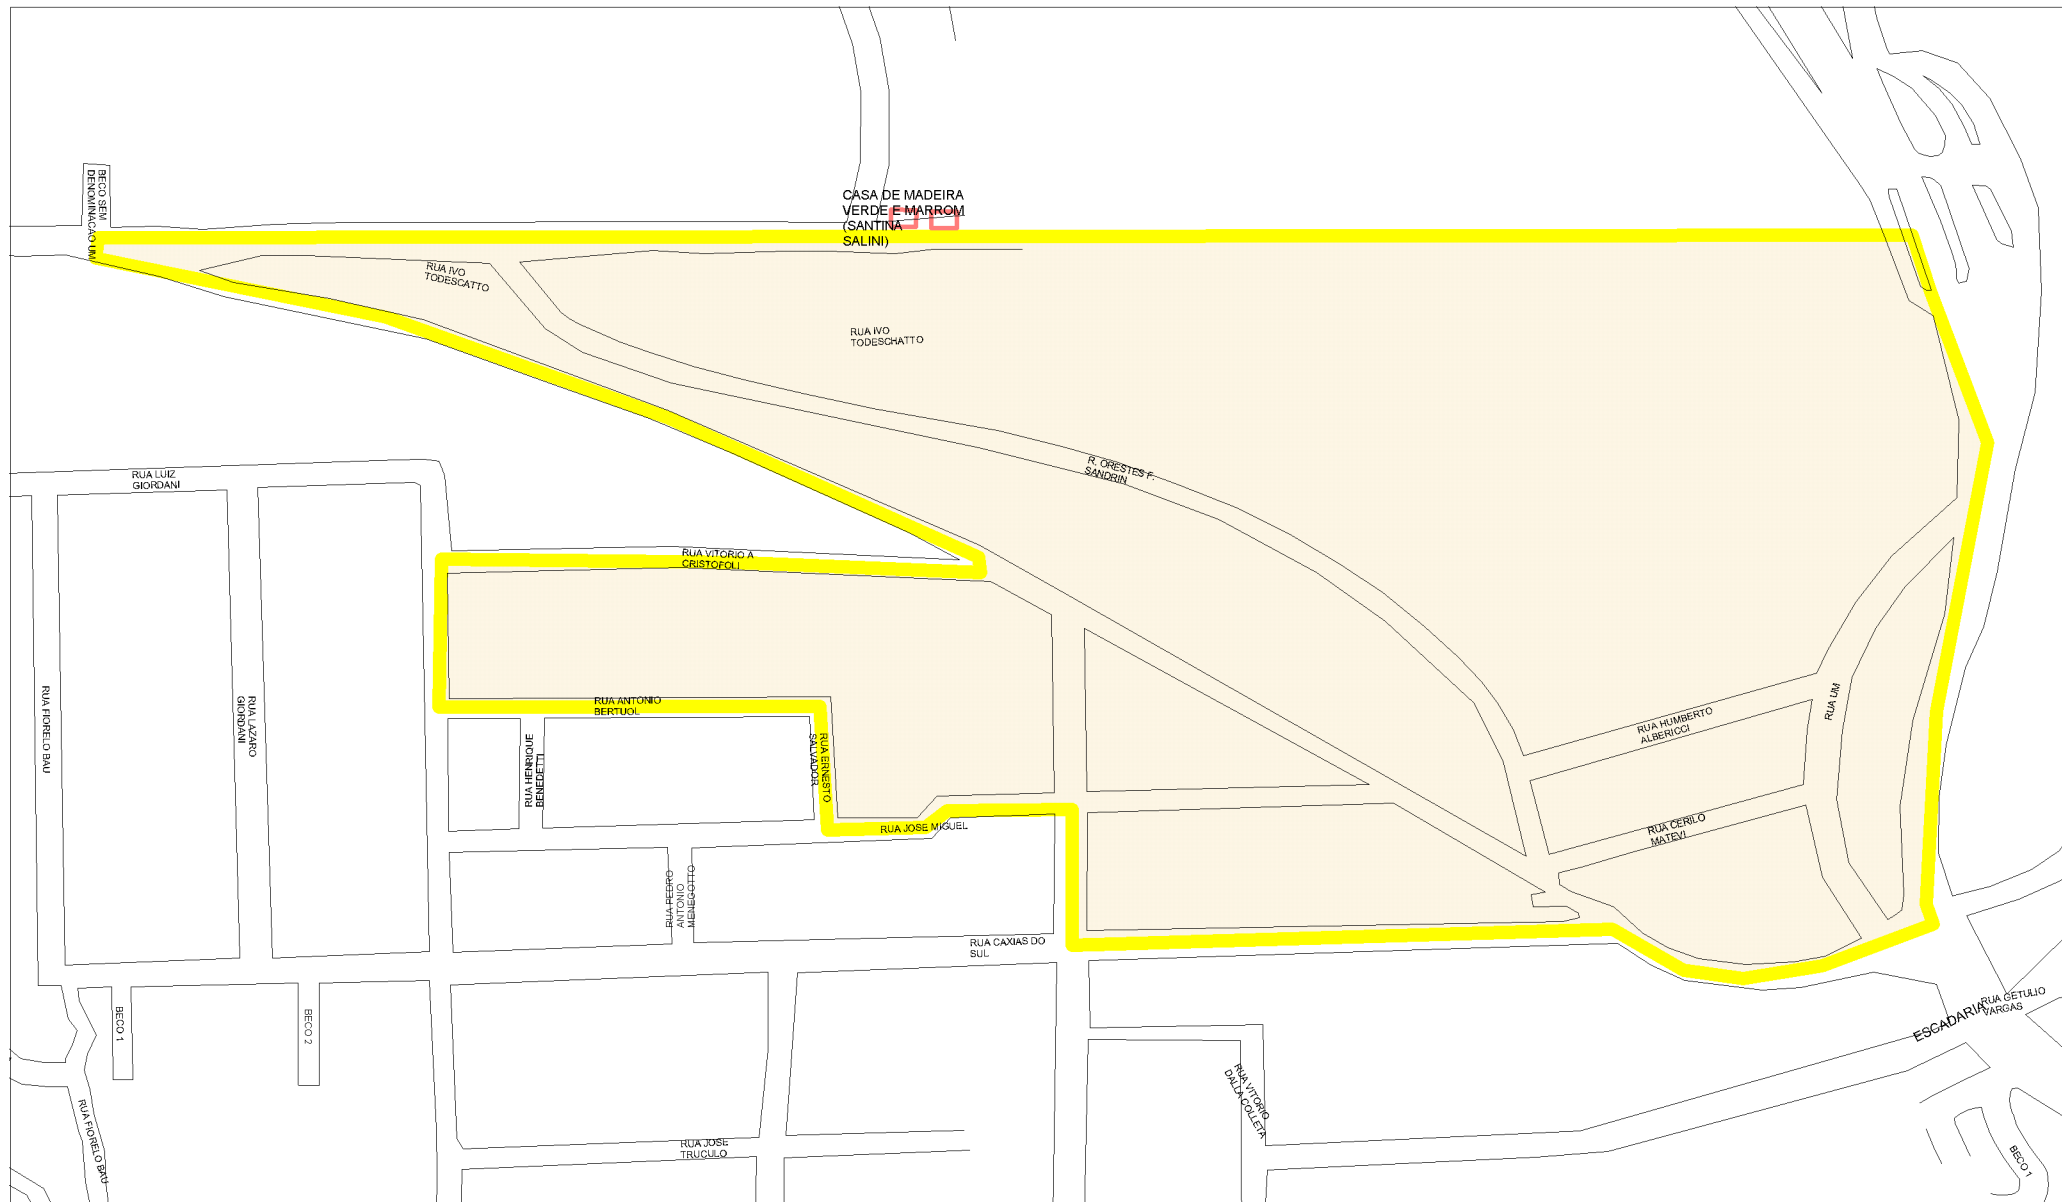 BECO SEM
DENOMINACAO UM
CASA DE MADEIRA
VERDE E MARROM
(SANTINA
SALINI)
RUA IVO
TODESCATTO
RUA IVO
TODESCHATTO
R. ORESTES F.
SANDRIN
RUA LUIZ
GIORDANI
RUA VITORIO A
CRISTOFOLI
RUA FIORELO BAU
RUA LAZARO
GIORDANI
RUA ANTONIO
BERTUOL
RUA HENRIQUE
BENEDETTI
RUA ERNESTO
SALVADOR
RUA JOSE MIGUEL
RUA UM
RUA HUMBERTO
ALBERICCI
RUA CERILO
MATEVI
RUA PEDRO
ANTONIO
MENEGOTTO
RUA CAXIAS DO
SUL
BECO 1
BECO 2
RUA GETULIO
VARGAS
ESCADARIA
RUA VITORIO
DALLA COLLETA
RUA FIORELO BAU
RUA JOSE
TRUCULO
BECO 1